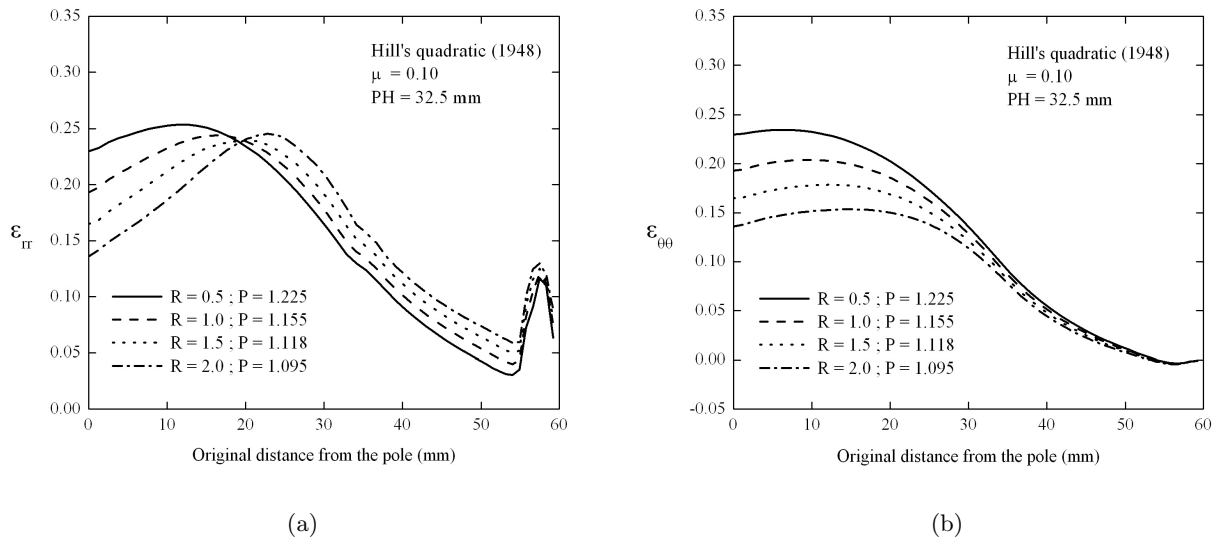 0.35
0.30
0.25
0.20
0.15
0.10
0.05
0.00
ε_rr
Hill's quadratic (1948)
μ = 0.10
PH = 32.5 mm
R = 0.5 ; P = 1.225
R = 1.0 ; P = 1.155
R = 1.5 ; P = 1.118
R = 2.0 ; P = 1.095
0 10 20 30 40 50 60
Original distance from the pole (mm)
(a)
0.35
0.30
0.25
0.20
0.15
0.10
0.05
0.00
-0.05
ε_θθ
Hill's quadratic (1948)
μ = 0.10
PH = 32.5 mm
R = 0.5 ; P = 1.225
R = 1.0 ; P = 1.155
R = 1.5 ; P = 1.118
R = 2.0 ; P = 1.095
0 10 20 30 40 50 60
Original distance from the pole (mm)
(b)